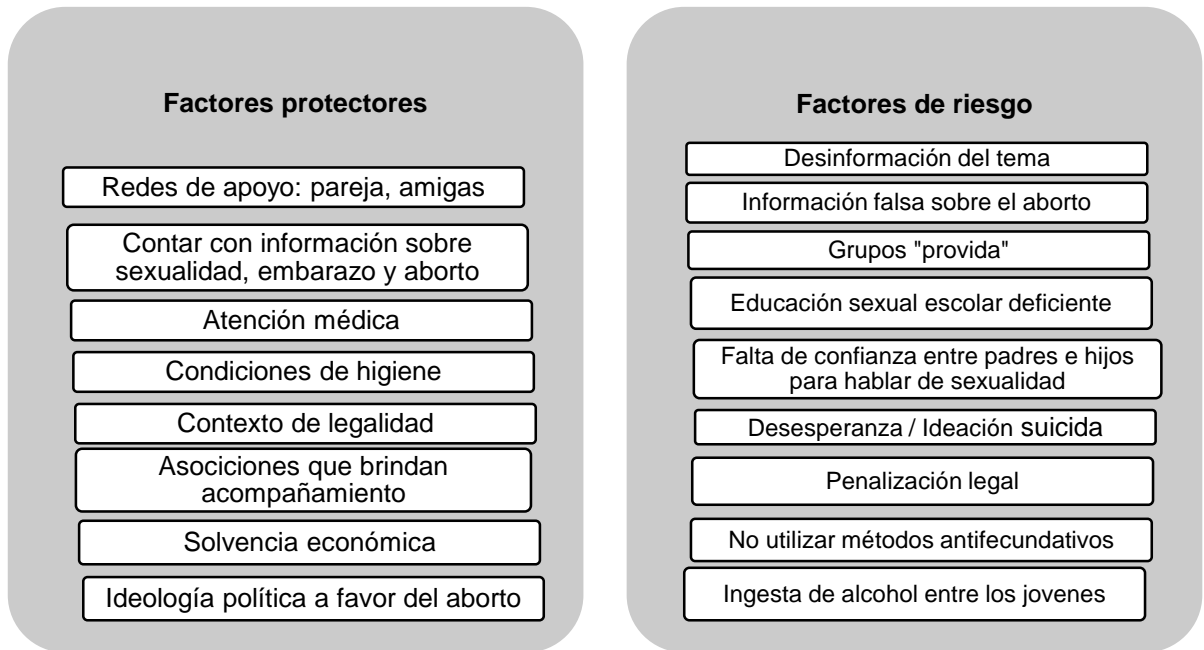 Factores protectores
Redes de apoyo: pareja, amigas
Contar con información sobre
sexualidad, embarazo y aborto
Atención médica
Condiciones de higiene
Contexto de legalidad
Asociciones que brindan
acompañamiento
Solvencia económica
Ideología política a favor del aborto
Factores de riesgo
Desinformación del tema
Información falsa sobre el aborto
Grupos "provida"
Educación sexual escolar deficiente
Falta de confianza entre padres e hijos
para hablar de sexualidad
Desesperanza / Ideación suicida
Penalización legal
No utilizar métodos antifecundativos
Ingesta de alcohol entre los jovenes